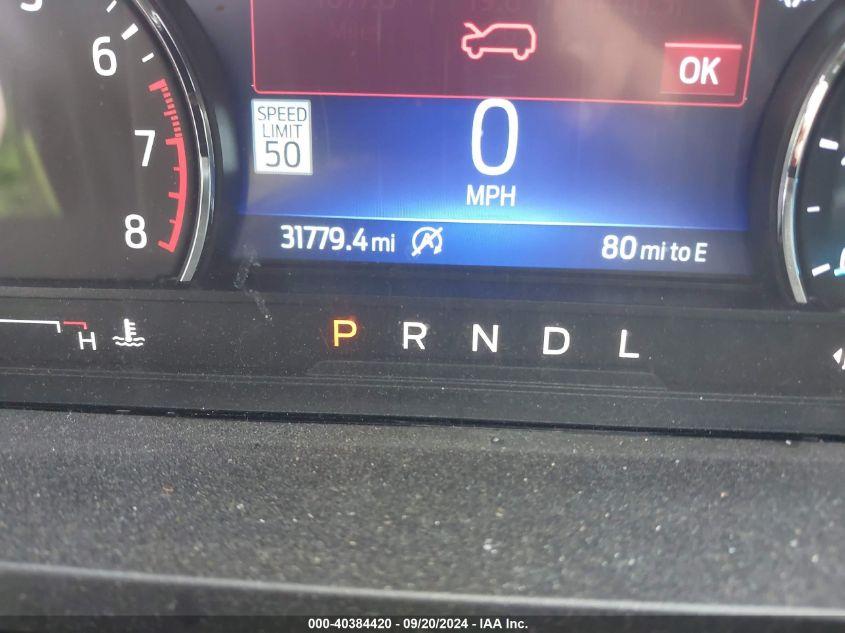 6
7
8
OK
SPEED
LIMIT
50
0
MPH
31779.4 mi
80 mi to E
H
P R N D L
000-40384420 - 09/20/2024 - IAA Inc.